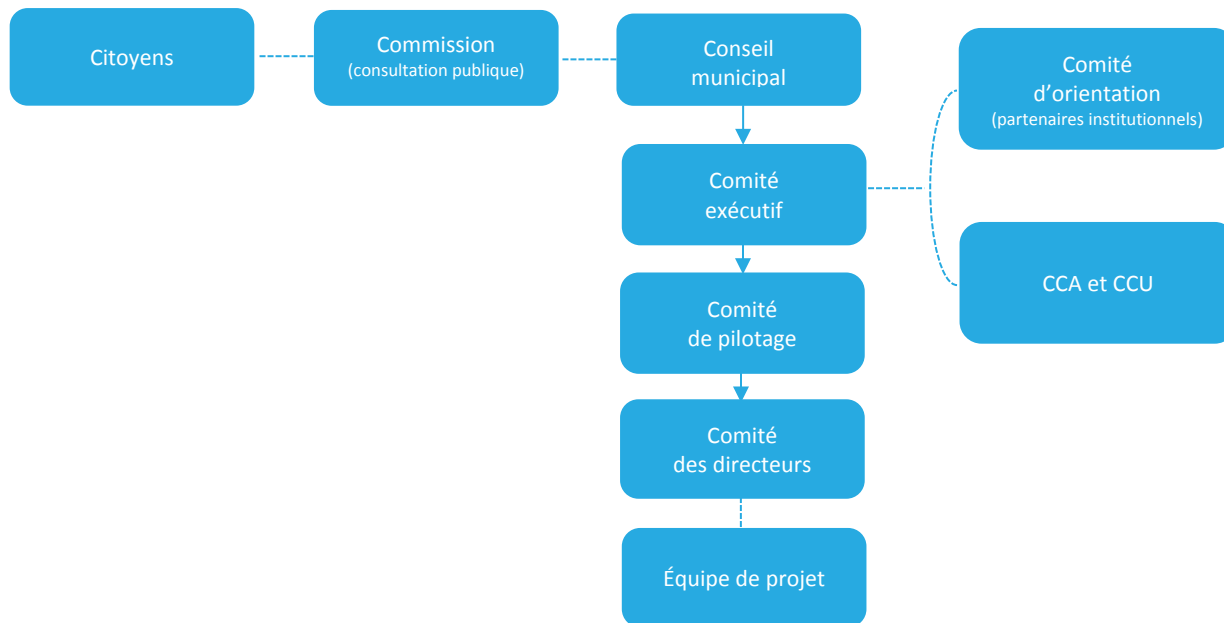 Citoyens
Commission
(consultation publique)
Conseil
municipal
Comité
d’orientation
(partenaires institutionnels)
Comité
exécutif
CCA et CCU
Comité
de pilotage
Comité
des directeurs
Équipe de projet